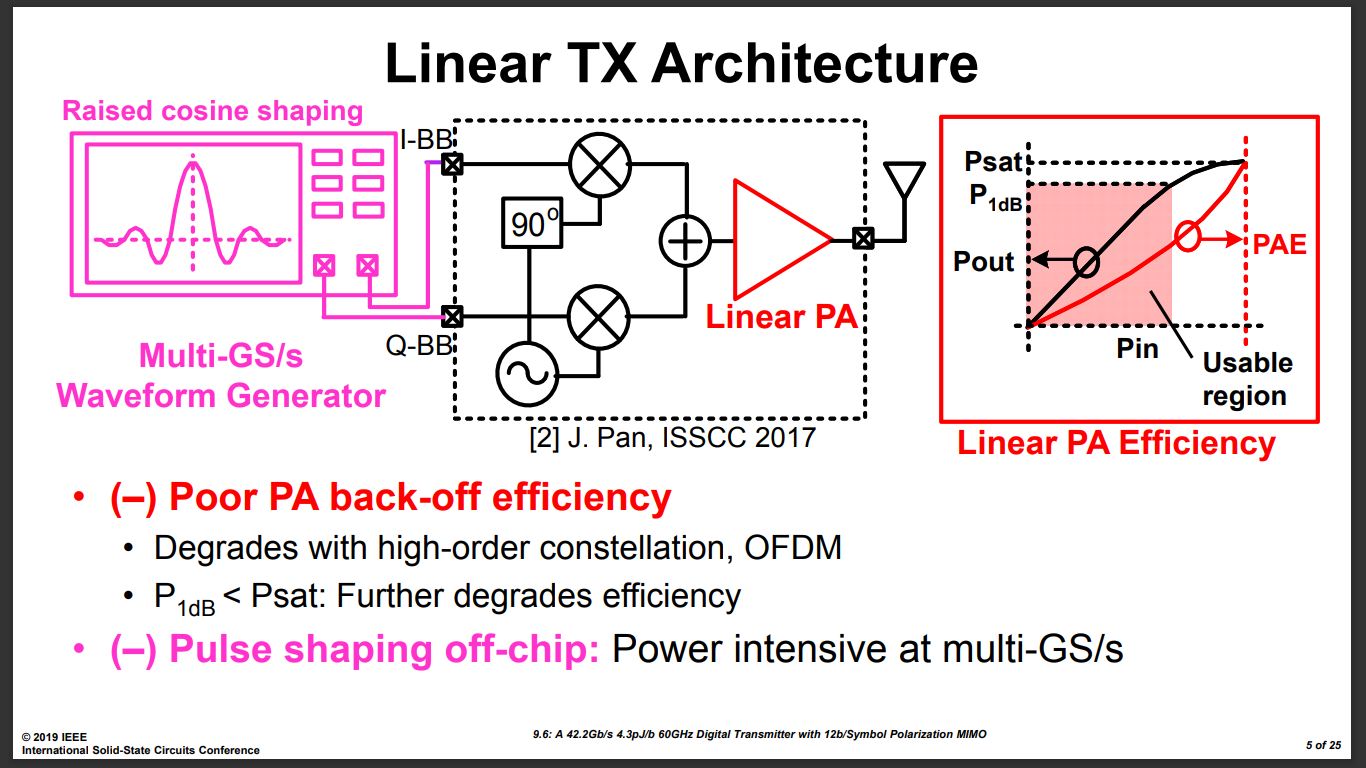 Linear TX Architecture
Raised cosine shaping
I-BB
90°
Q-BB
Multi-GS/s
Waveform Generator
Linear PA
[2] J. Pan, ISSCC 2017
Psat
P1dB
Pout
PAE
Pin
Usable
region
Linear PA Efficiency
• (–) Poor PA back-off efficiency
• Degrades with high-order constellation, OFDM
• P1dB < Psat: Further degrades efficiency
• (–) Pulse shaping off-chip: Power intensive at multi-GS/s
© 2019 IEEE
International Solid-State Circuits Conference
9.6: A 42.2Gb/s 4.3pJ/b 60GHz Digital Transmitter with 12b/Symbol Polarization MIMO
5 of 25